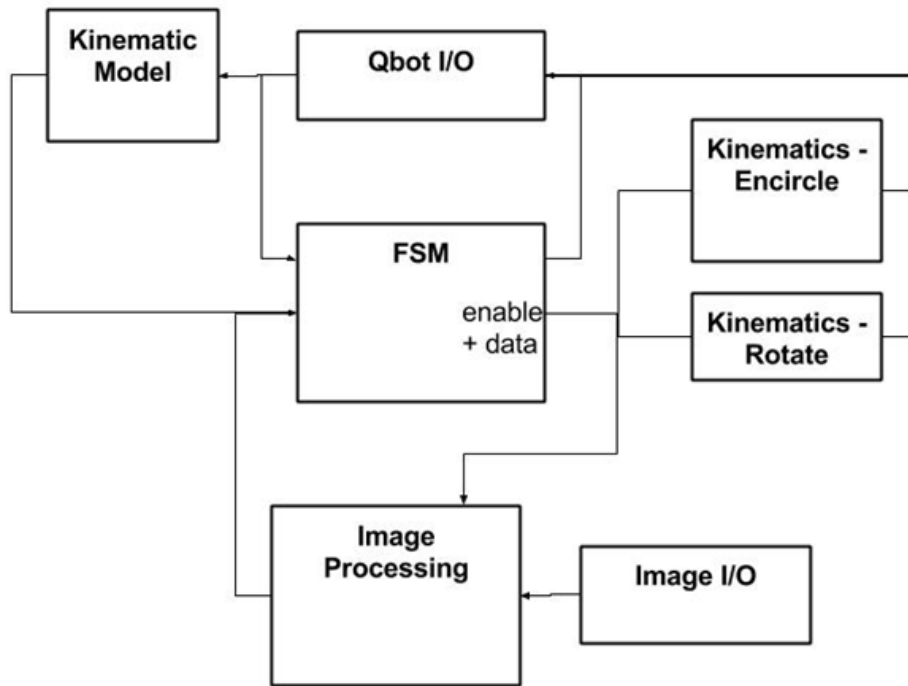 Kinematic
Model
Qbot I/O
Kinematics -
Encircle
FSM
enable
+ data
Kinematics -
Rotate
Image
Processing
Image I/O